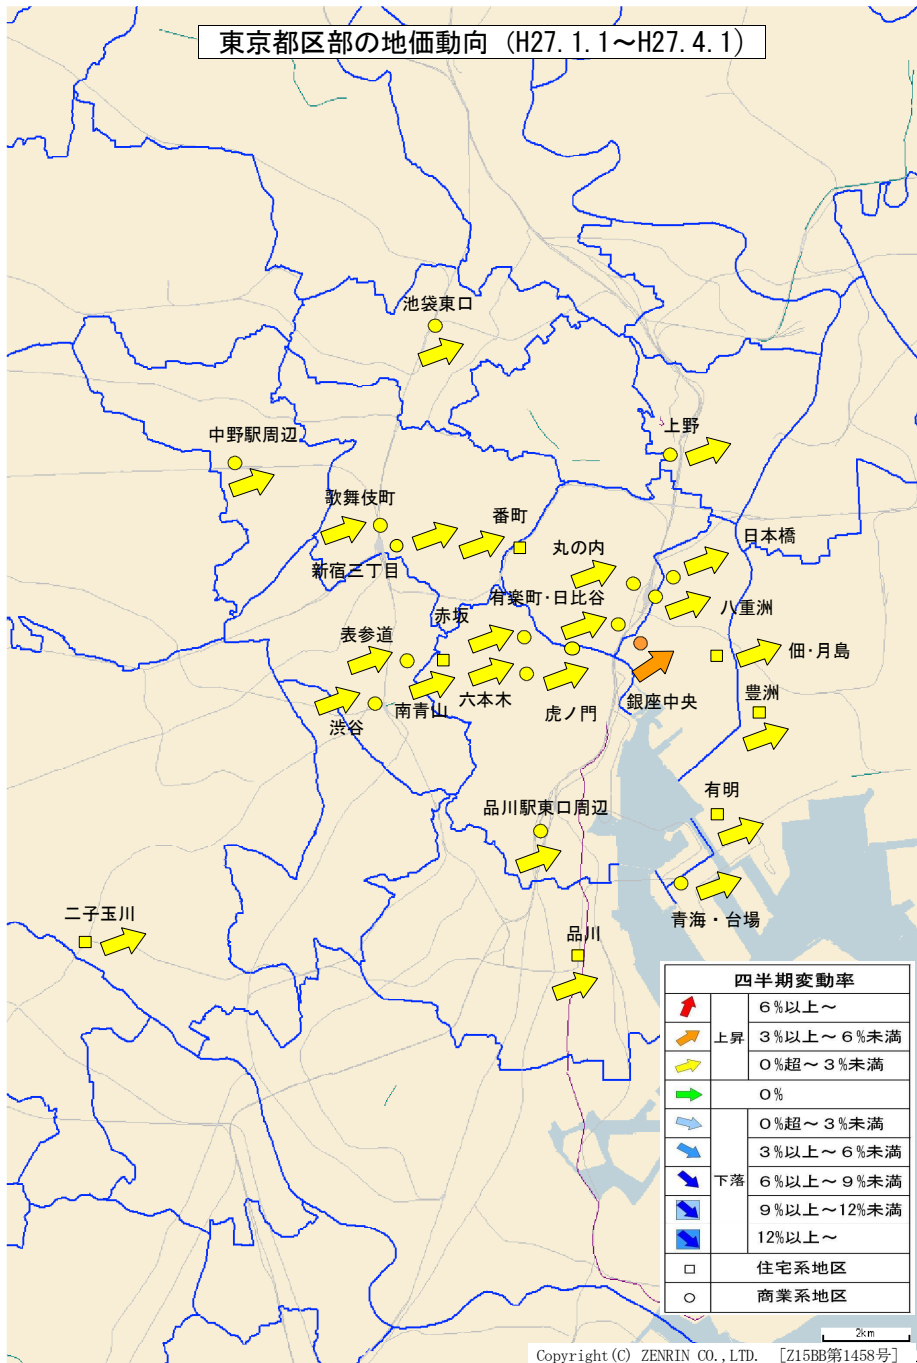 東京都区部の地価動向 (H27.1.1～H27.4.1)
池袋東口
上野
中野駅周辺
歌舞伎町
番町
日本橋
丸の内
新宿三丁目
有楽町・日比谷
八重洲
赤坂
表参道
佃・月島
豊洲
六本木
銀座中央
南青山
虎ノ門
渋谷
有明
品川駅東口周辺
二子玉川
青海・台場
品川
四半期変動率
上昇
6%以上～
3%以上～6%未満
0%超～3%未満
0%
下落
0%超～3%未満
3%以上～6%未満
6%以上～9%未満
9%以上～12%未満
12%以上～
住宅系地区
商業系地区
2km
Copyright(C) ZENRIN CO.,LTD. [Z15BB第1458号]